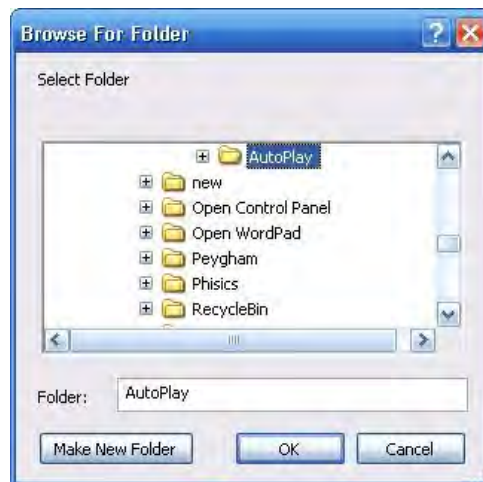 Browse For Folder
Select Folder
AutoPlay
new
Open Control Panel
Open WordPad
Peygham
Phisics
RecycleBin
Folder: AutoPlay
Make New Folder OK Cancel